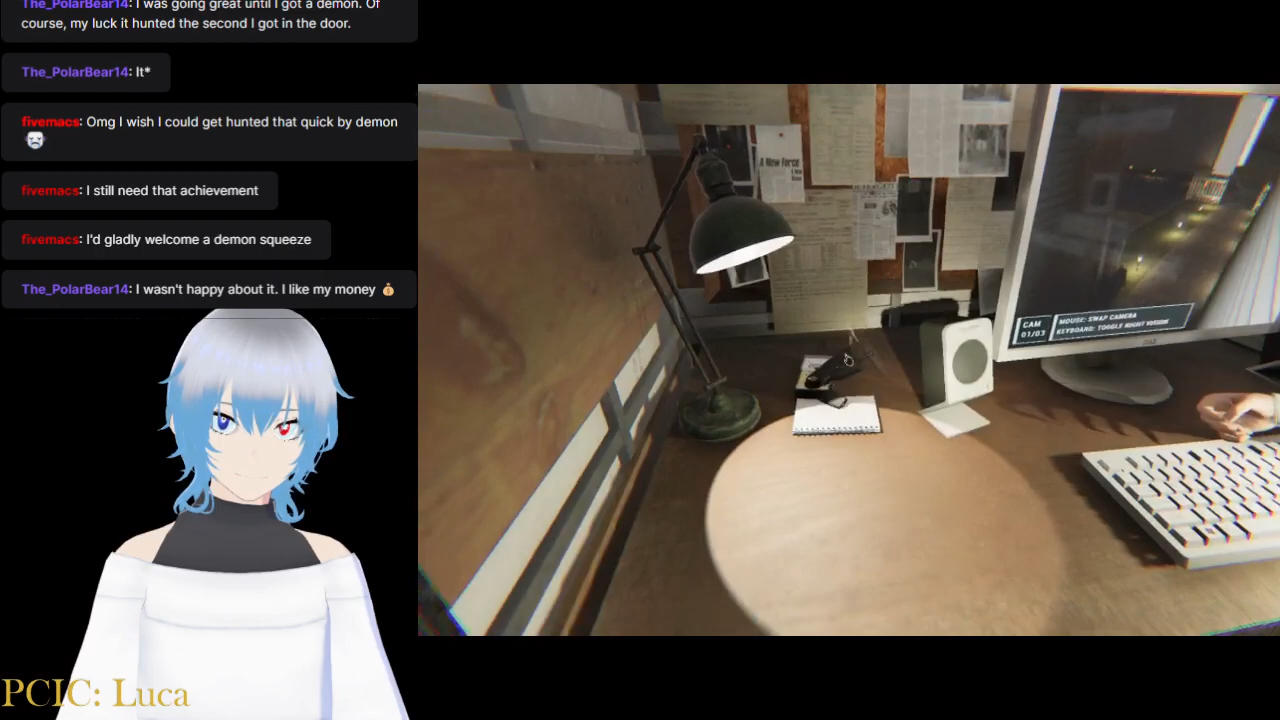 The_PolarBear14: I was going great until I got a demon. Of
course, my luck it hunted the second I got in the door.
The_PolarBear14: It*
fivemacs: Omg I wish I could get hunted that quick by demon
fivemacs: I still need that achievement
fivemacs: I'd gladly welcome a demon squeeze
The_PolarBear14: I wasn't happy about it. I like my money 💰
A New Force
CAM
01/03
MOUSE: SWAP CAMERA
KEYBOARD: TOGGLE NIGHT VISION
PCIC: Luca